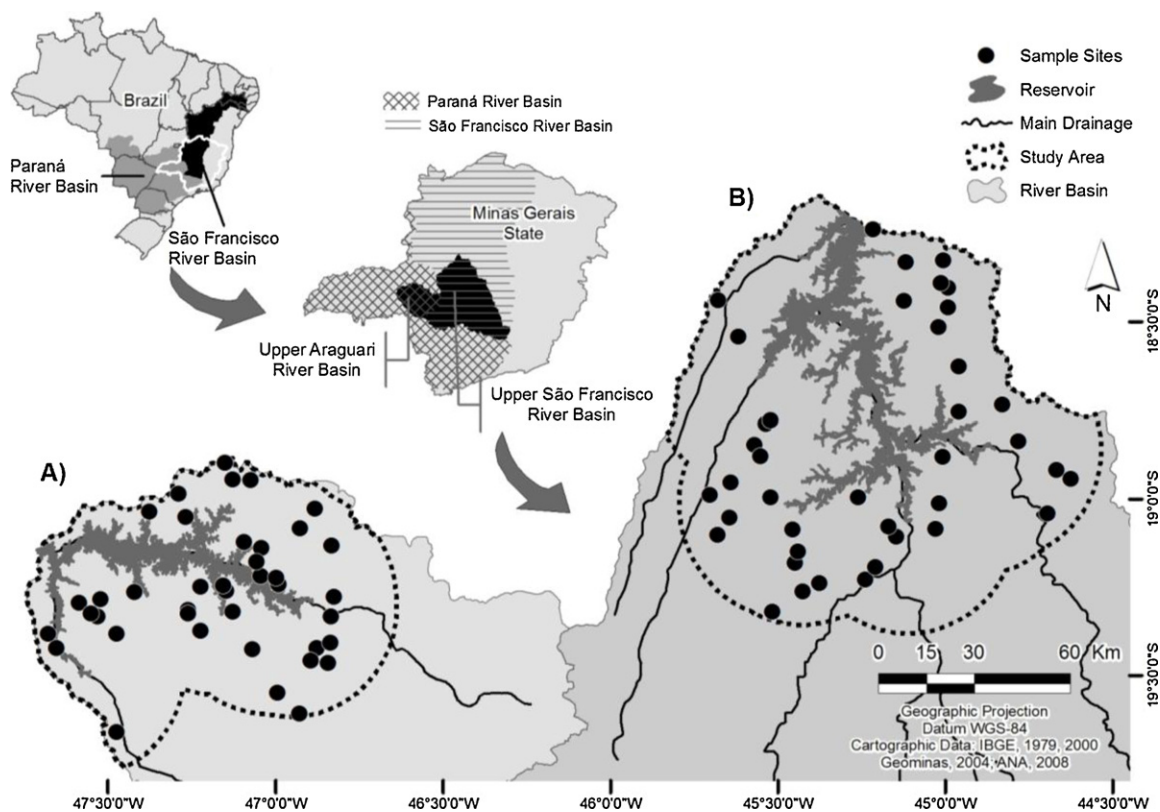 Brazil
Paraná
River Basin
São Francisco
River Basin
Paraná River Basin
São Francisco River Basin
Minas Gerais
State
Upper Araguari
River Basin
Upper São Francisco
River Basin
Sample Sites
Reservoir
Main Drainage
Study Area
River Basin
A)
B)
N
18°30'0"S
19°0'0"S
19°30'0"S
0 15 30 60 Km
Geographic Projection
Datum WGS-84
Cartographic Data: IBGE, 1979, 2000
Geominas, 2004; ANA, 2008
47°30'0"W 47°0'0"W 46°30'0"W 46°0'0"W 45°30'0"W 45°0'0"W 44°30'0"W